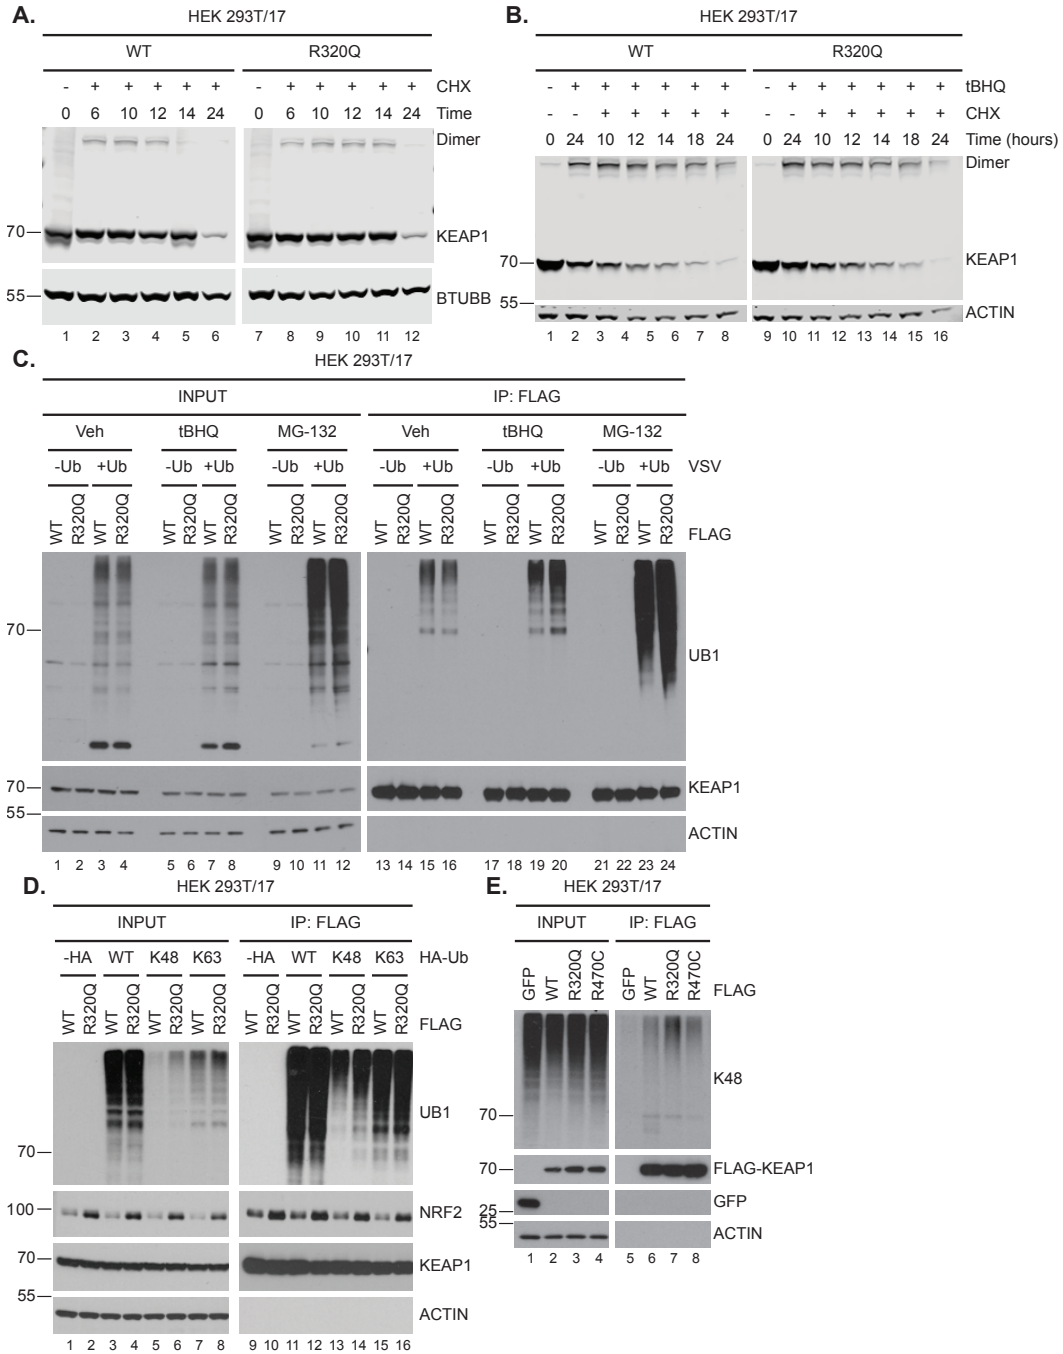 A.
HEK 293T/17
WT R320Q
- + + + + + - + + + + + CHX
0 6 10 12 14 24 0 6 10 12 14 24 Time
Dimer
70 KEAP1
55 BTUBB
1 2 3 4 5 6 7 8 9 10 11 12
B.
HEK 293T/17
WT R320Q
- + + + + + + - + + + + + + tBHQ
- - + + + + + - - + + + + + CHX
0 24 10 12 14 18 24 0 24 10 12 14 18 24 Time (hours)
Dimer
70 KEAP1
55 ACTIN
1 2 3 4 5 6 7 8 9 10 11 12 13 14 15 16
C.
HEK 293T/17
INPUT IP: FLAG
Veh tBHQ MG-132 Veh tBHQ MG-132
-Ub +Ub -Ub +Ub -Ub +Ub -Ub +Ub -Ub +Ub -Ub +Ub VSV
WT R320Q WT R320Q WT R320Q WT R320Q WT R320Q WT R320Q WT R320Q WT R320Q WT R320Q WT R320Q WT R320Q WT R320Q FLAG
70 UB1
70 KEAP1
55 ACTIN
1 2 3 4 5 6 7 8 9 10 11 12 13 14 15 16 17 18 19 20 21 22 23 24
D.
HEK 293T/17
INPUT IP: FLAG
-HA WT K48 K63 -HA WT K48 K63 HA-Ub
WT R320Q WT R320Q WT R320Q WT R320Q WT R320Q WT R320Q WT R320Q WT R320Q FLAG
UB1
70
100 NRF2
70 KEAP1
55
ACTIN
1 2 3 4 5 6 7 8 9 10 11 12 13 14 15 16
E.
HEK 293T/17
INPUT IP: FLAG
GFP WT R320Q R470C GFP WT R320Q R470C FLAG
K48
70
70 FLAG-KEAP1
GFP
25
55
ACTIN
1 2 3 4 5 6 7 8